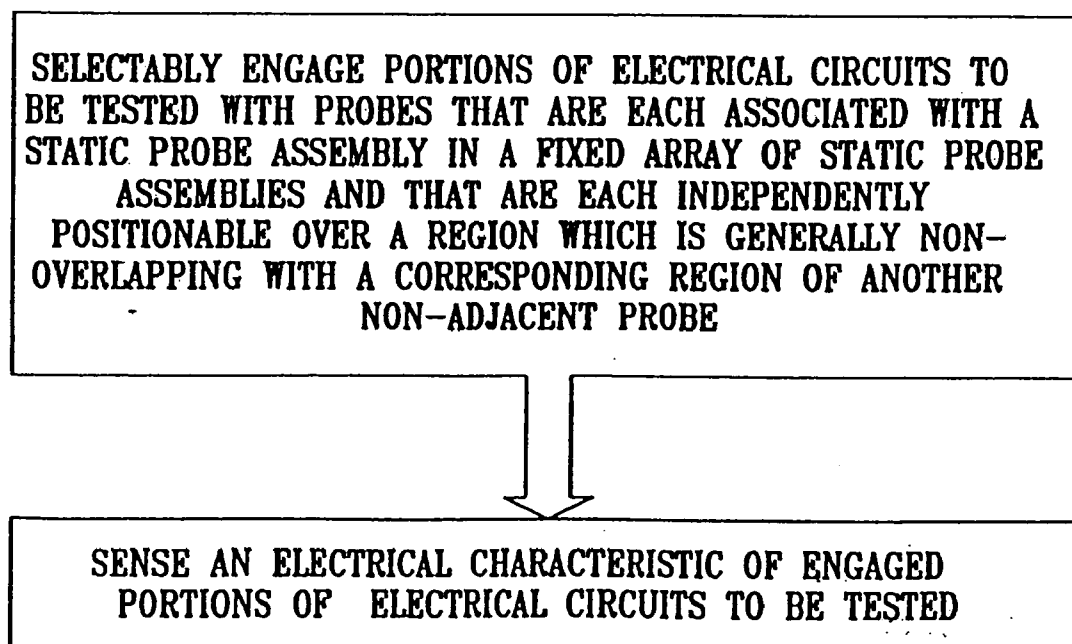 SELECTABLY ENGAGE PORTIONS OF ELECTRICAL CIRCUITS TO
BE TESTED WITH PROBES THAT ARE EACH ASSOCIATED WITH A
STATIC PROBE ASSEMBLY IN A FIXED ARRAY OF STATIC PROBE
ASSEMBLIES AND THAT ARE EACH INDEPENDENTLY
POSITIONABLE OVER A REGION WHICH IS GENERALLY NON-
OVERLAPPING WITH A CORRESPONDING REGION OF ANOTHER
NON-ADJACENT PROBE
SENSE AN ELECTRICAL CHARACTERISTIC OF ENGAGED
PORTIONS OF ELECTRICAL CIRCUITS TO BE TESTED